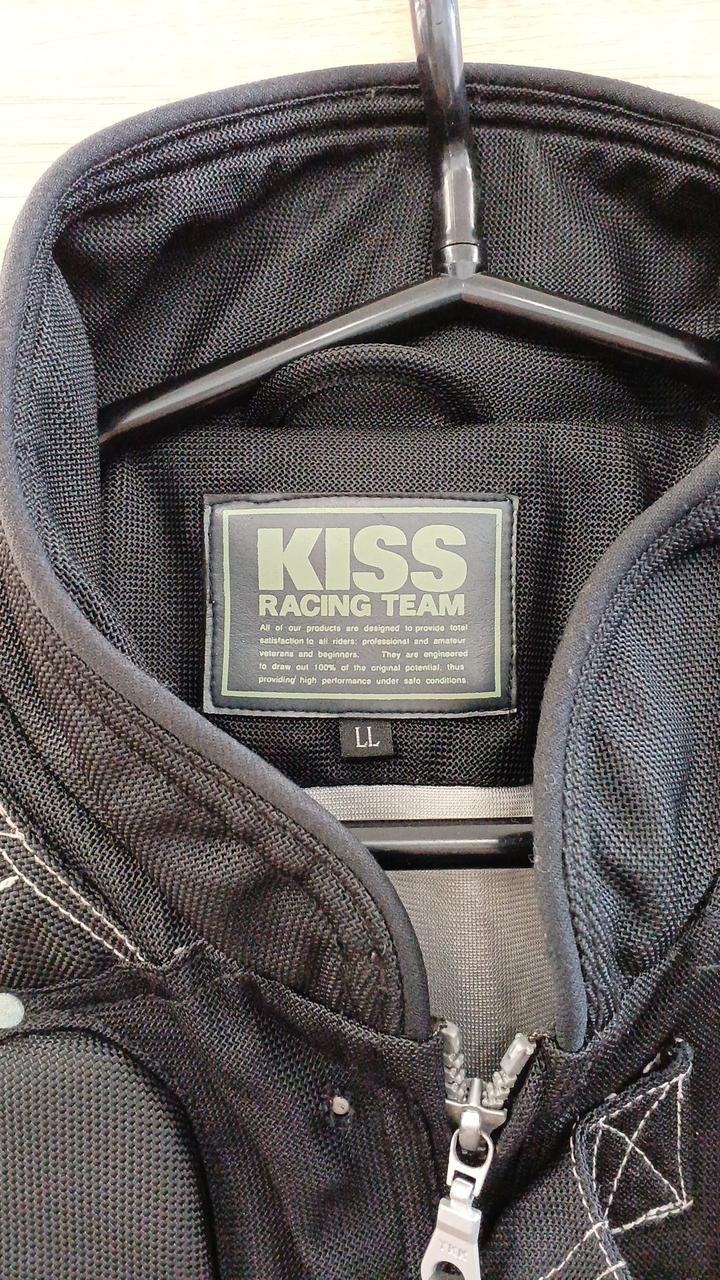 KISS
RACING TEAM
All of our products are designed to provide total
satisfaction to all riders; professional and amateur
veterans and beginners. They are engineered
to draw out 100% of the original potential, thus
providing high performance under safe conditions
LL
YKK